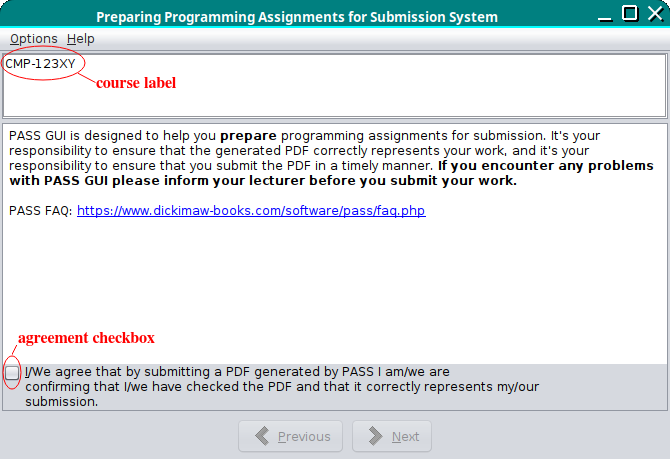 Preparing Programming Assignments for Submission System
Options Help
CMP-123XY
course label
PASS GUI is designed to help you prepare programming assignments for submission. It's your
responsibility to ensure that the generated PDF correctly represents your work, and it's your
responsibility to ensure that you submit the PDF in a timely manner. If you encounter any problems
with PASS GUI please inform your lecturer before you submit your work.
PASS FAQ: https://www.dickimaw-books.com/software/pass/faq.php
agreement checkbox
I/We agree that by submitting a PDF generated by PASS I am/we are
confirming that I/we have checked the PDF and that it correctly represents my/our
submission.
Previous Next